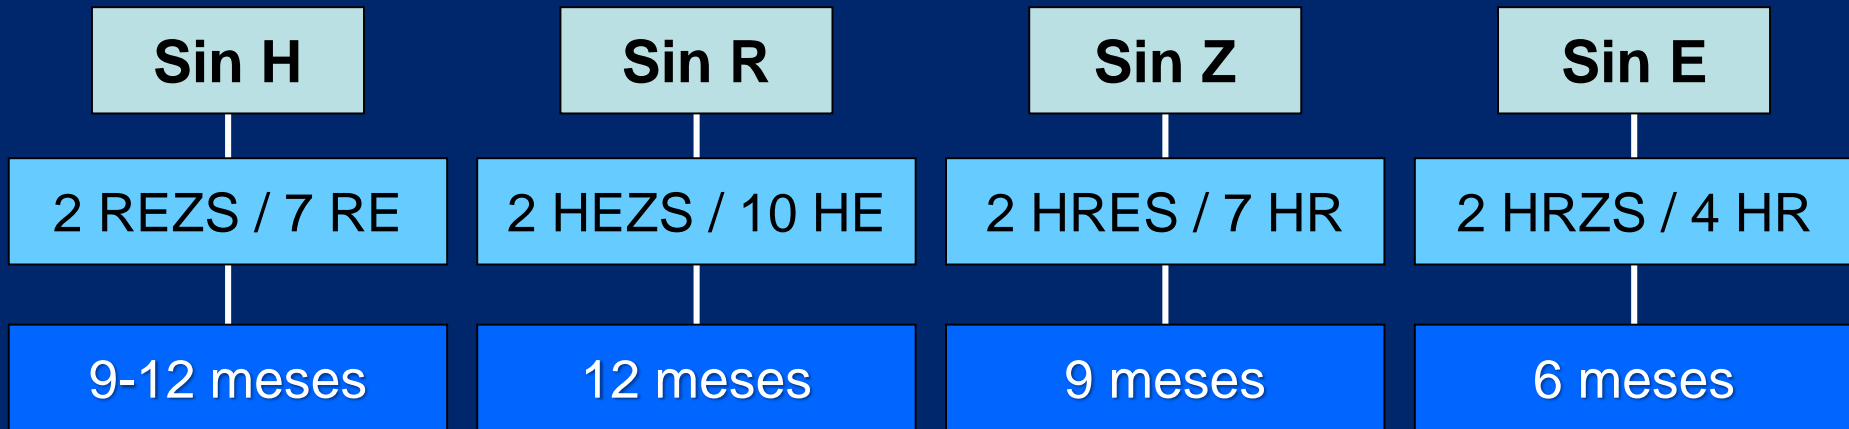 Sin H
Sin R
Sin Z
Sin E
2 REZS / 7 RE
2 HEZS / 10 HE
2 HRES / 7 HR
2 HRZS / 4 HR
9-12 meses
12 meses
9 meses
6 meses